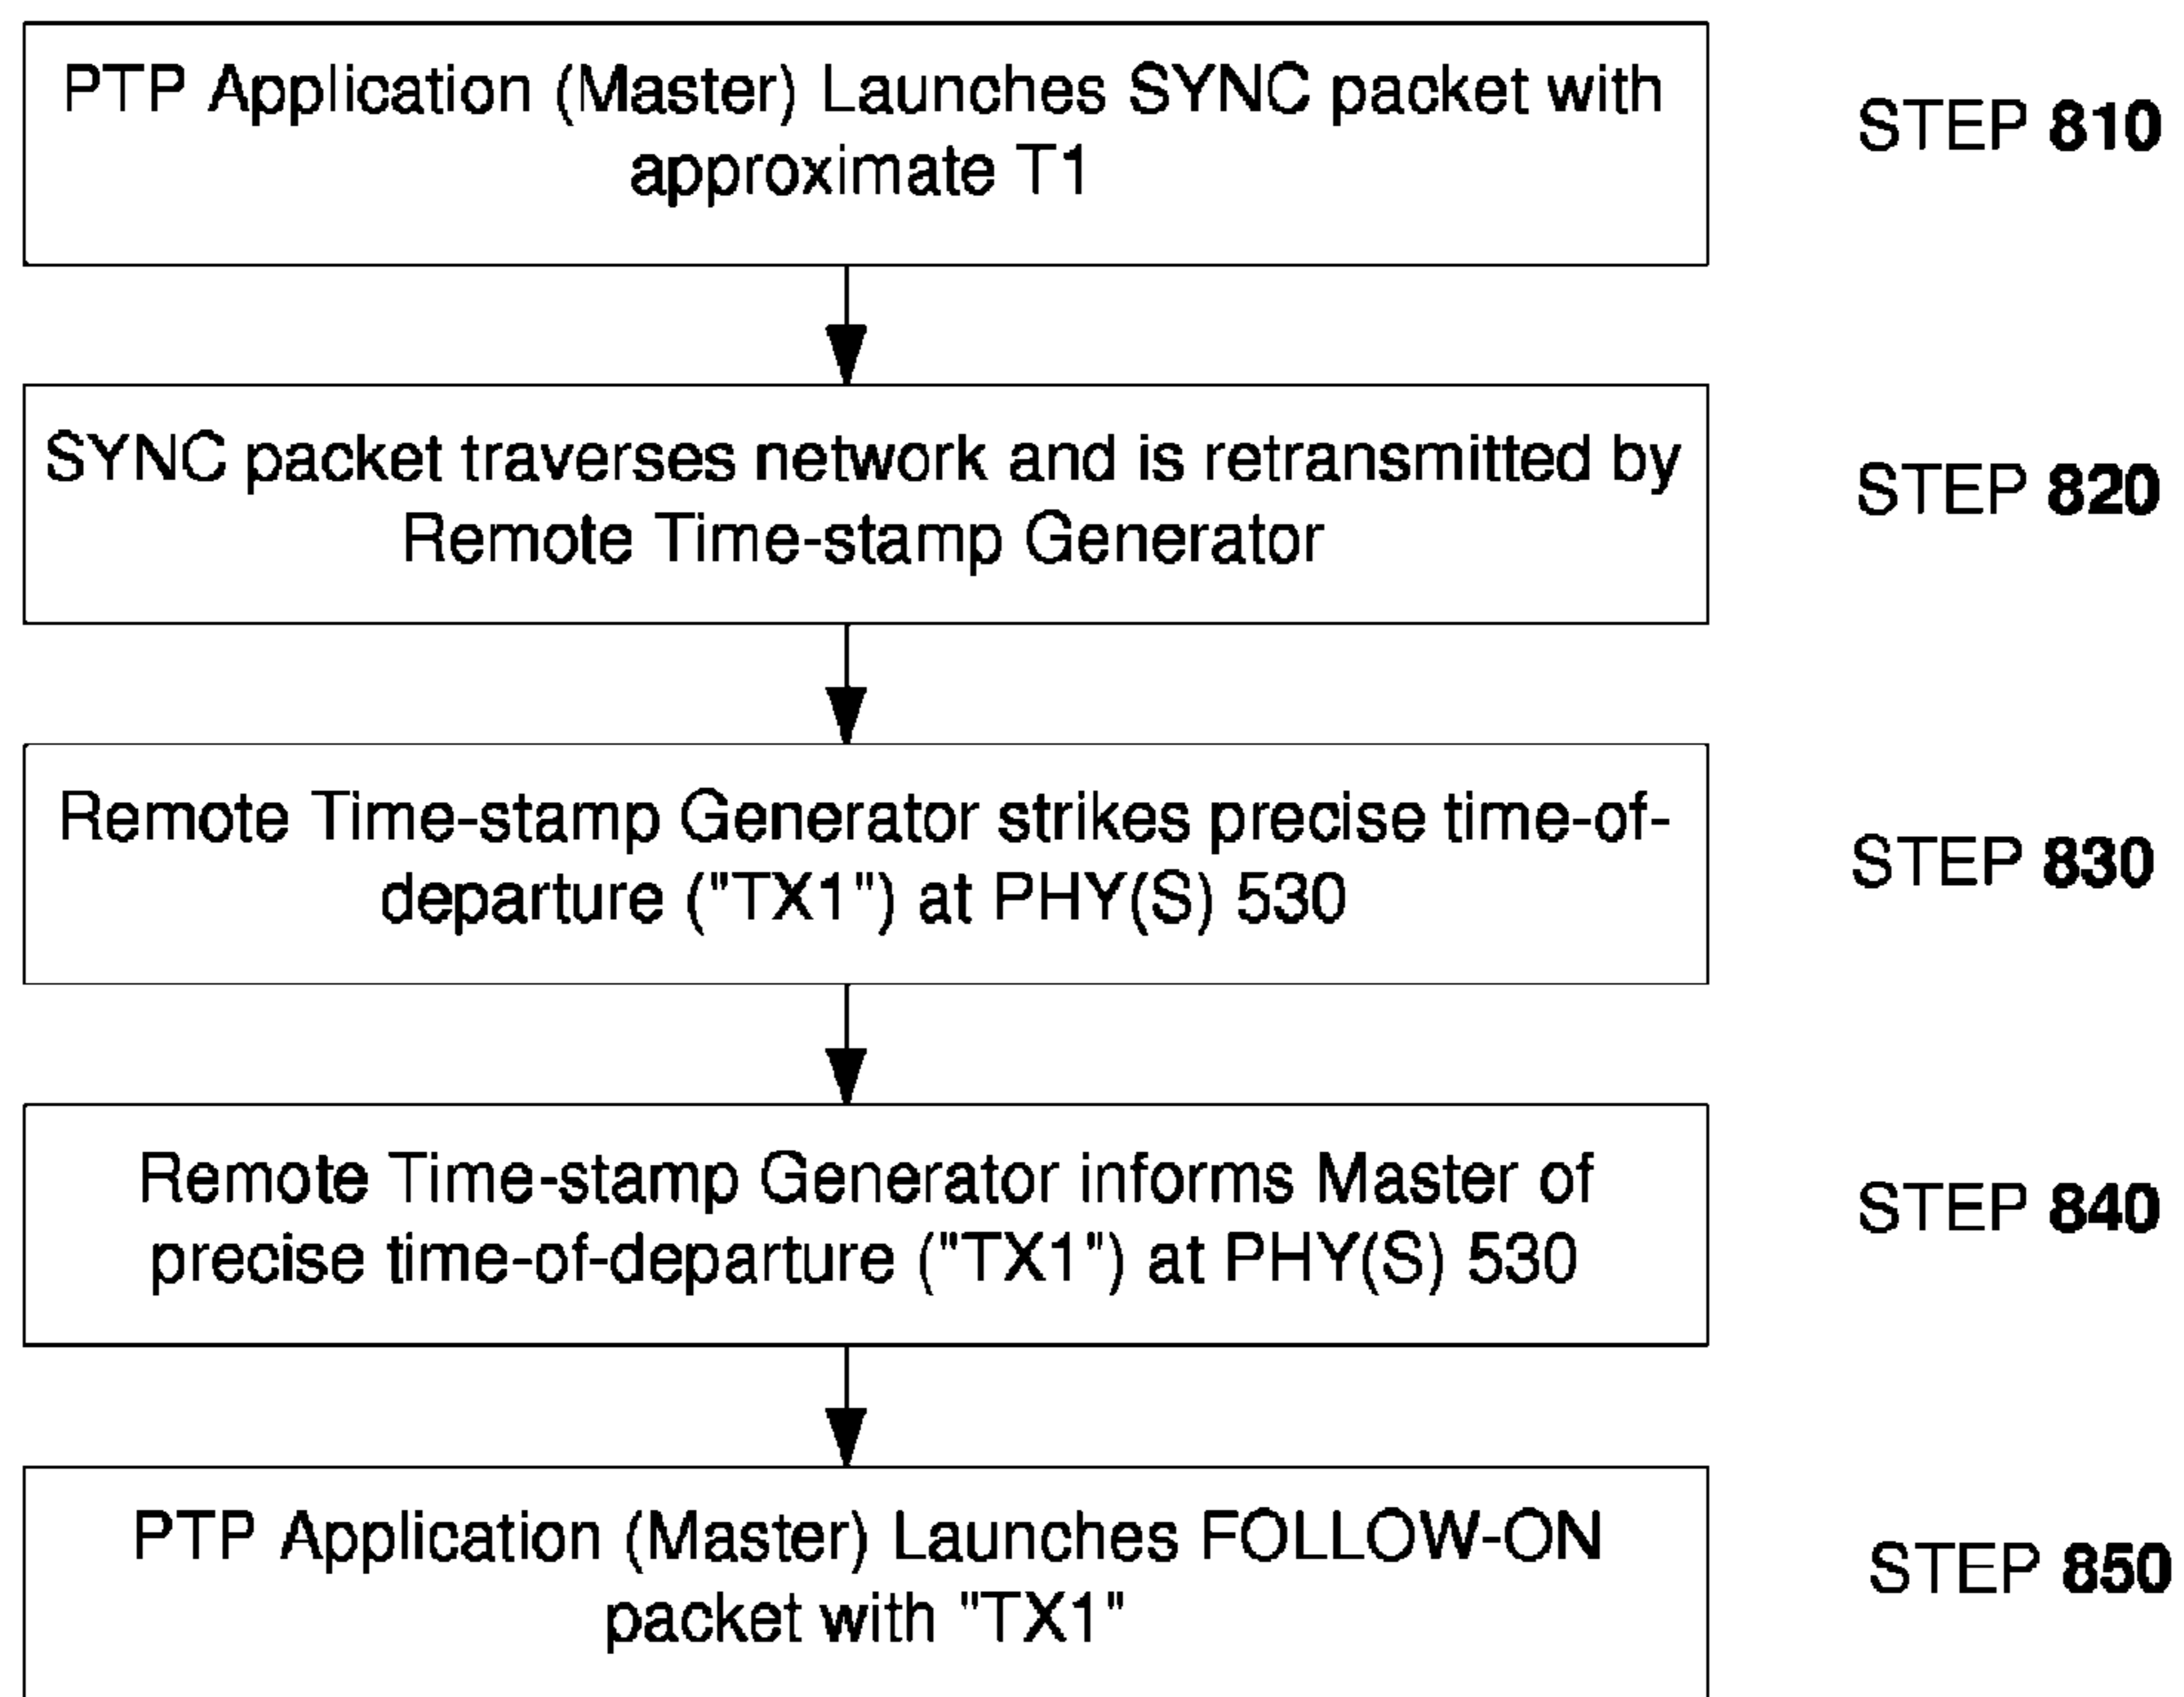 PTP Application (Master) Launches SYNC packet with
approximate T1
STEP 810
SYNC packet traverses network and is retransmitted by
Remote Time-stamp Generator
STEP 820
Remote Time-stamp Generator strikes precise time-of-
departure ("TX1") at PHY(S) 530
STEP 830
Remote Time-stamp Generator informs Master of
precise time-of-departure ("TX1") at PHY(S) 530
STEP 840
PTP Application (Master) Launches FOLLOW-ON
packet with "TX1"
STEP 850